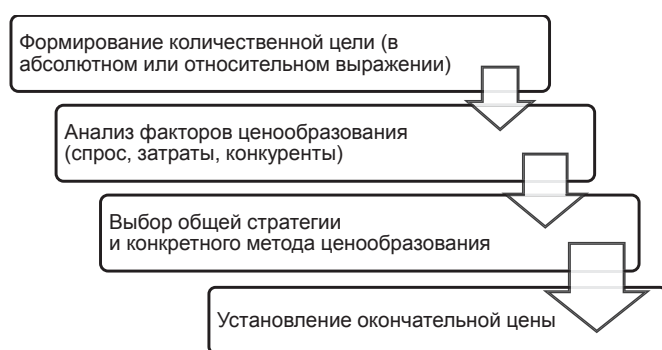 Формирование количественной цели (в
абсолютном или относительном выражении)
Анализ факторов ценообразования
(спрос, затраты, конкуренты)
Выбор общей стратегии
и конкретного метода ценообразования
Установление окончательной цены